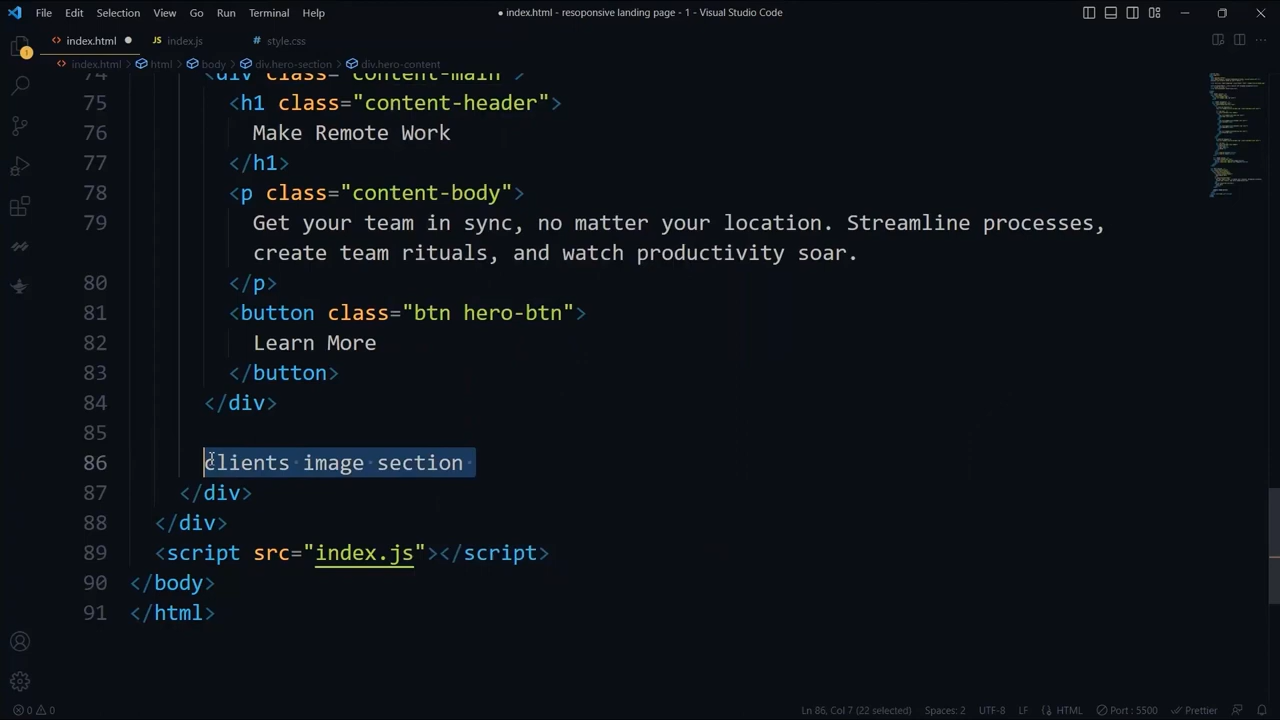 File Edit Selection View Go Run Terminal Help
● index.html - resoponsive landing page - 1 - Visual Studio Code
1
<> index.html ●
JS index.js
style.css
<> index.html > html > body > div.hero-section > div.hero-content
74 <div class="content-main">
75 <h1 class="content-header">
76 Make Remote Work
77 </h1>
78 <p class="content-body">
79 Get your team in sync, no matter your location. Streamline processes,
create team rituals, and watch productivity soar.
80 </p>
81 <button class="btn hero-btn">
82 Learn More
83 </button>
84 </div>
85
86 clients image section
87 </div>
88 </div>
89 <script src="index.js"></script>
90 </body>
91 </html>
0 0
Ln 86, Col 7 (22 selected) Spaces: 2 UTF-8 LF HTML Port : 5500 Prettier